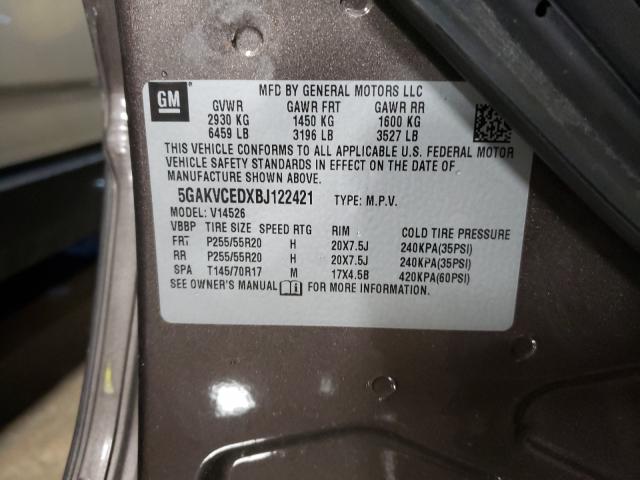 GM
MFD BY GENERAL MOTORS LLC
GVWR GAWR FRT GAWR RR
2930 KG 1450 KG 1600 KG
6459 LB 3196 LB 3527 LB
THIS VEHICLE CONFORMS TO ALL APPLICABLE U.S. FEDERAL MOTOR
VEHICLE SAFETY STANDARDS IN EFFECT ON THE DATE OF
MANUFACTURE SHOWN ABOVE.
5GAKVCEDXBJ122421 TYPE: M.P.V.
MODEL: V14526
VBBP TIRE SIZE SPEED RTG RIM COLD TIRE PRESSURE
FRT P255/55R20 H 20X7.5J 240KPA(35PSI)
RR P255/55R20 H 20X7.5J 240KPA(35PSI)
SPA T145/70R17 M 17X4.5B 420KPA(60PSI)
SEE OWNER'S MANUAL FOR MORE INFORMATION.